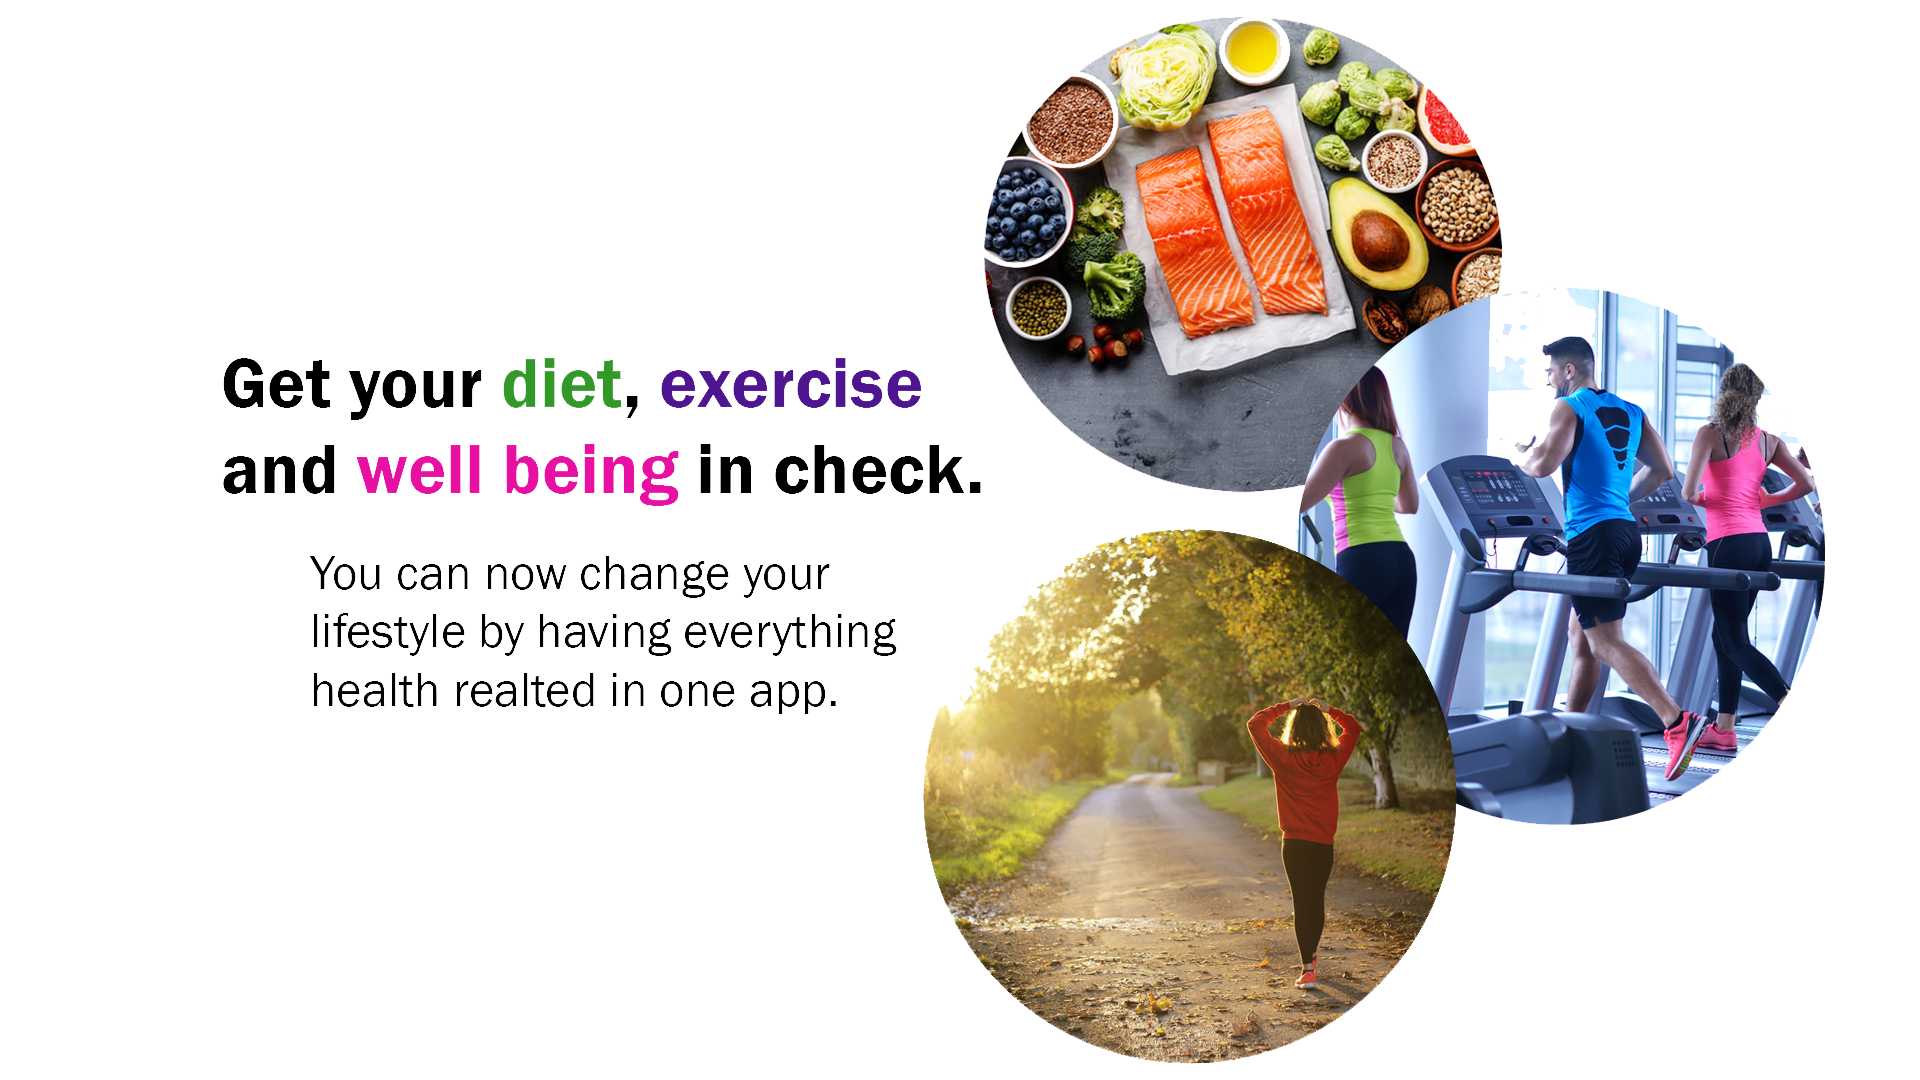 Get your diet, exercise
and well being in check.
You can now change your
lifestyle by having everything
health realted in one app.